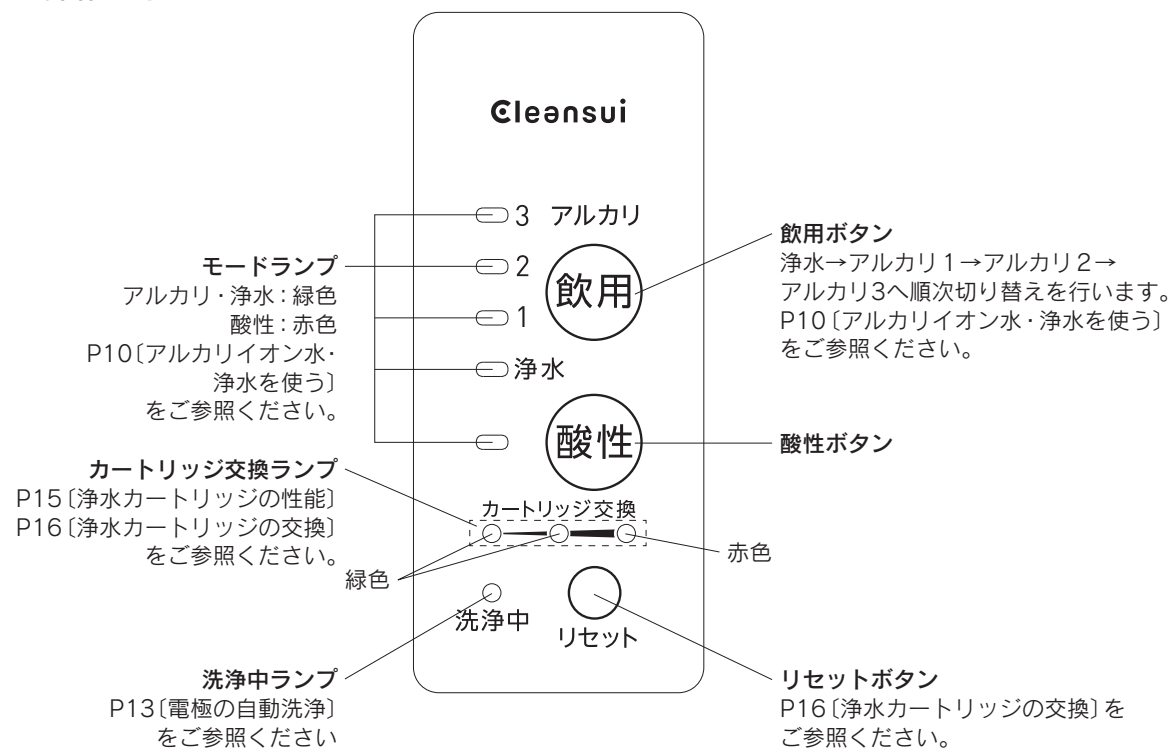 Cleansui
3 アルカリ
2
1
飲用
浄水
酸性
カートリッジ交換
洗浄中
リセット
モードランプ
アルカリ・浄水：緑色
酸性：赤色
P10〔アルカリイオン水・
浄水を使う〕
をご参照ください。
カートリッジ交換ランプ
P15〔浄水カートリッジの性能〕
P16〔浄水カートリッジの交換〕
をご参照ください。
緑色
洗浄中ランプ
P13〔電極の自動洗浄〕
をご参照ください
飲用ボタン
浄水→アルカリ1→アルカリ2→
アルカリ3へ順次切り替えを行います。
P10〔アルカリイオン水・浄水を使う〕
をご参照ください。
酸性ボタン
赤色
リセットボタン
P16〔浄水カートリッジの交換〕を
ご参照ください。